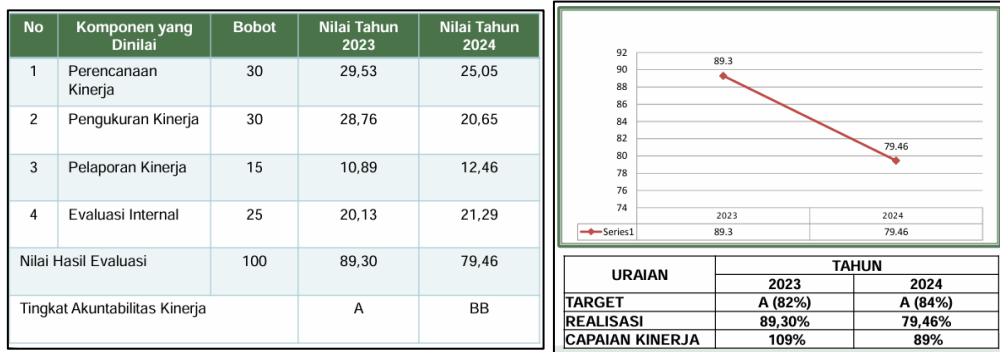 No Komponen yang Dinilai Bobot Nilai Tahun 2023 Nilai Tahun 2024
1 Perencanaan Kinerja 30 29,53 25,05
2 Pengukuran Kinerja 30 28,76 20,65
3 Pelaporan Kinerja 15 10,89 12,46
4 Evaluasi Internal 25 20,13 21,29
Nilai Hasil Evaluasi 100 89,30 79,46
Tingkat Akuntabilitas Kinerja A BB
92
90
88
86
84
82
80
78
76
74
89.3
79.46
2023 2024
Series1 89.3 79.46
URAIAN TAHUN
2023 2024
TARGET A (82%) A (84%)
REALISASI 89,30% 79,46%
CAPAIAN KINERJA 109% 89%